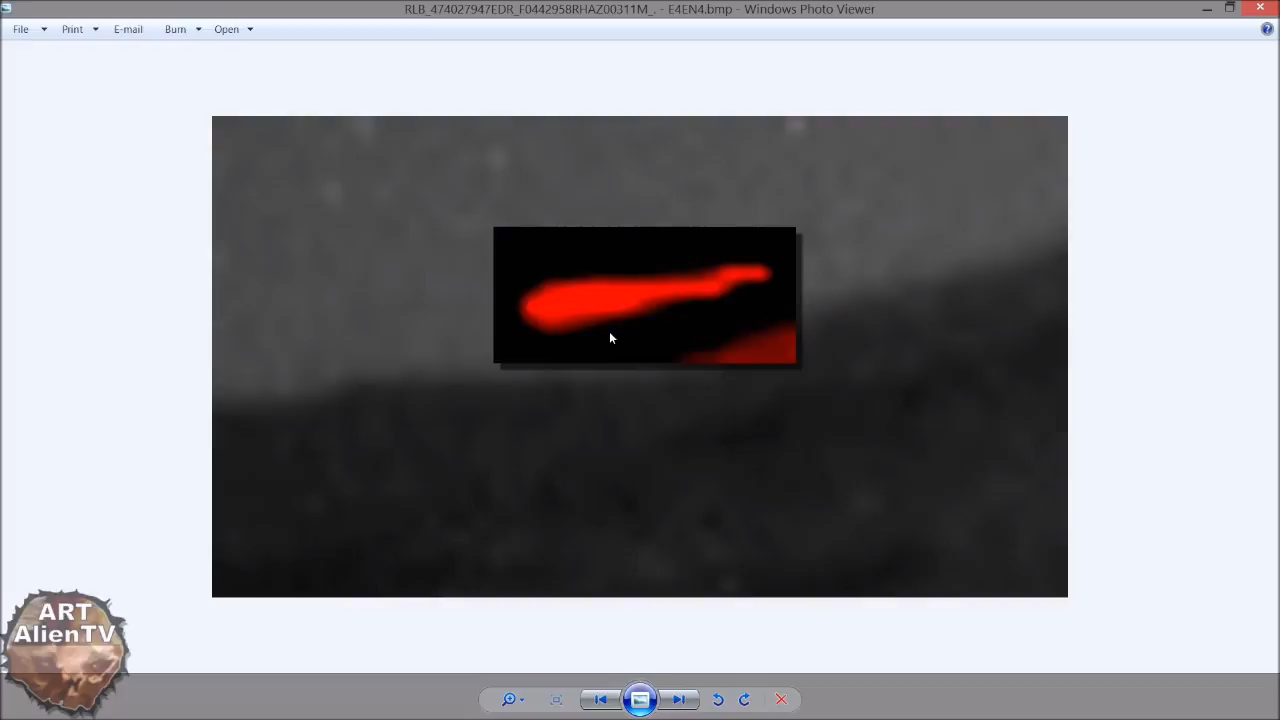 RLB_474027947EDR_F0442958RHAZ00311M_. - E4EN4.bmp - Windows Photo Viewer
File Print E-mail Burn Open
ART
AlienTV